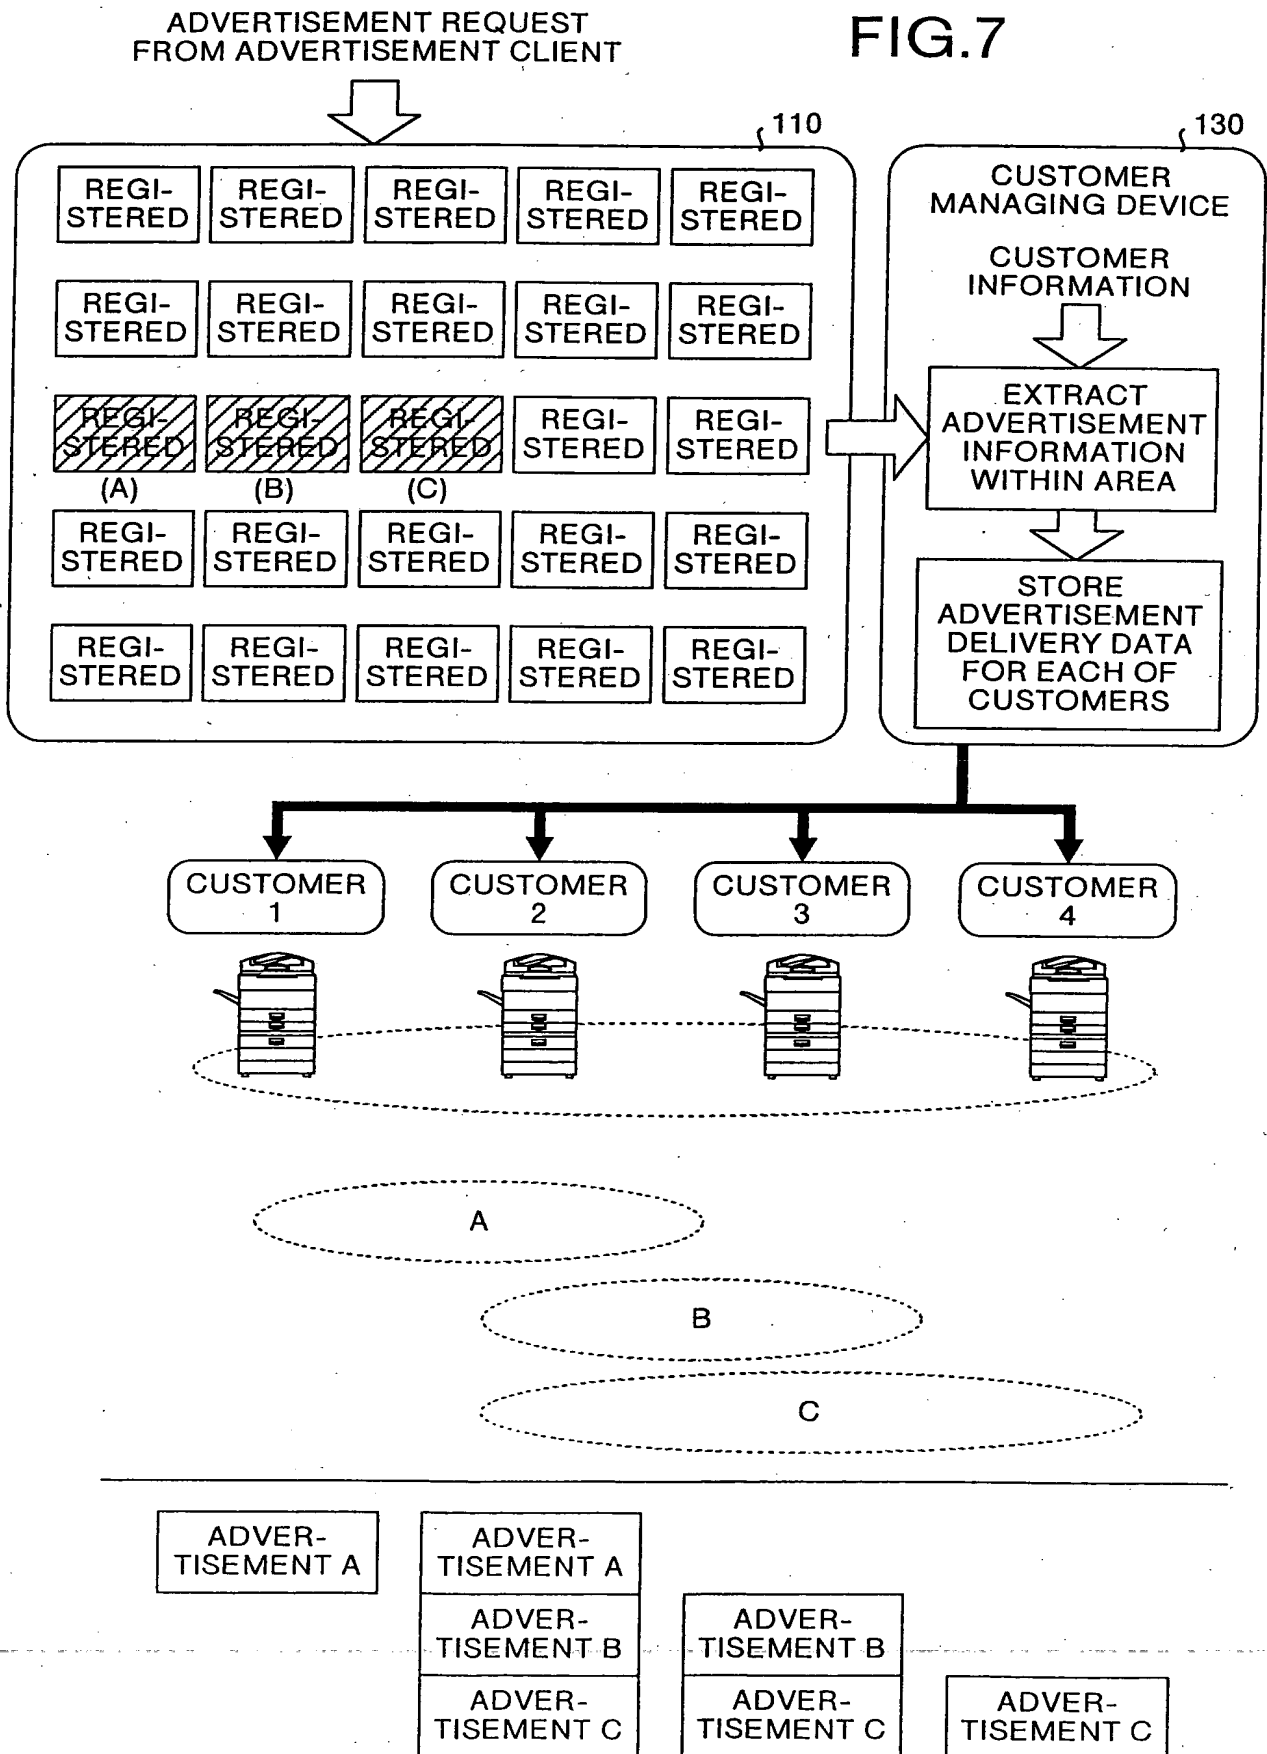 ADVERTISEMENT REQUEST
FROM ADVERTISEMENT CLIENT
FIG.7
110
130
REGI- REGI- REGI- REGI- REGI-
STERED STERED STERED STERED STERED
REGI- REGI- REGI- REGI- REGI-
STERED STERED STERED STERED STERED
REGI- REGI- REGI- REGI- REGI-
STERED STERED STERED STERED STERED
(A) (B) (C)
REGI- REGI- REGI- REGI- REGI-
STERED STERED STERED STERED STERED
REGI- REGI- REGI- REGI- REGI-
STERED STERED STERED STERED STERED
CUSTOMER
MANAGING DEVICE
CUSTOMER
INFORMATION
EXTRACT
ADVERTISEMENT
INFORMATION
WITHIN AREA
STORE
ADVERTISEMENT
DELIVERY DATA
FOR EACH OF
CUSTOMERS
CUSTOMER
1
CUSTOMER
2
CUSTOMER
3
CUSTOMER
4
A
B
C
ADVER-
TISEMENT A
ADVER-
TISEMENT A
ADVER-
TISEMENT B
ADVER-
TISEMENT C
ADVER-
TISEMENT B
ADVER-
TISEMENT C
ADVER-
TISEMENT C